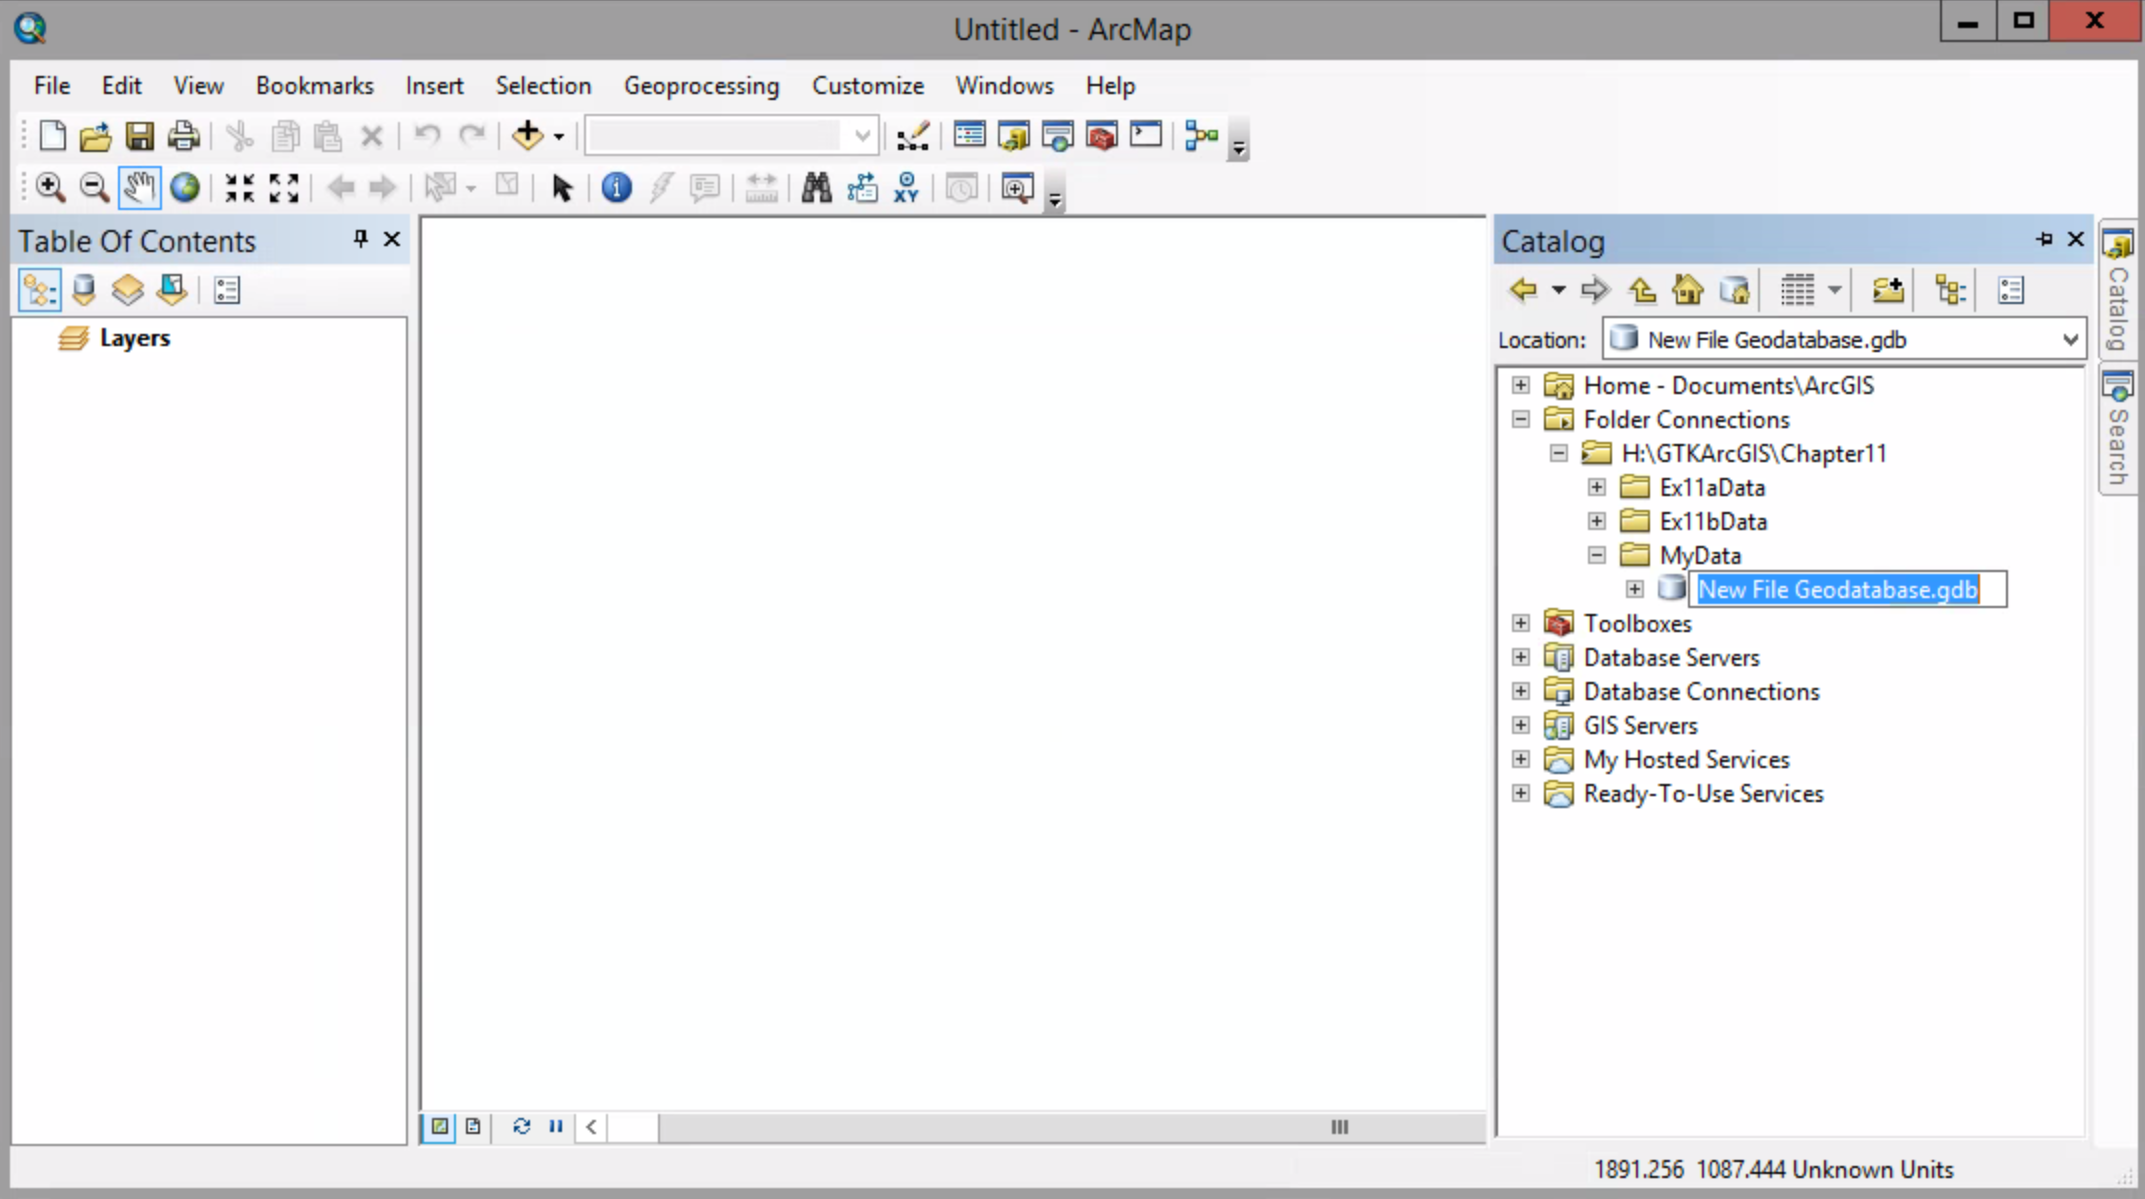 Untitled - ArcMap
File Edit View Bookmarks Insert Selection Geoprocessing Customize Windows Help
XY
Table Of Contents
Layers
Catalog
Location: New File Geodatabase.gdb
Home - Documents\ArcGIS
Folder Connections
H:\GTKArcGIS\Chapter11
Ex11aData
Ex11bData
MyData
New File Geodatabase.gdb
Toolboxes
Database Servers
Database Connections
GIS Servers
My Hosted Services
Ready-To-Use Services
Catalog
Search
1891.256 1087.444 Unknown Units